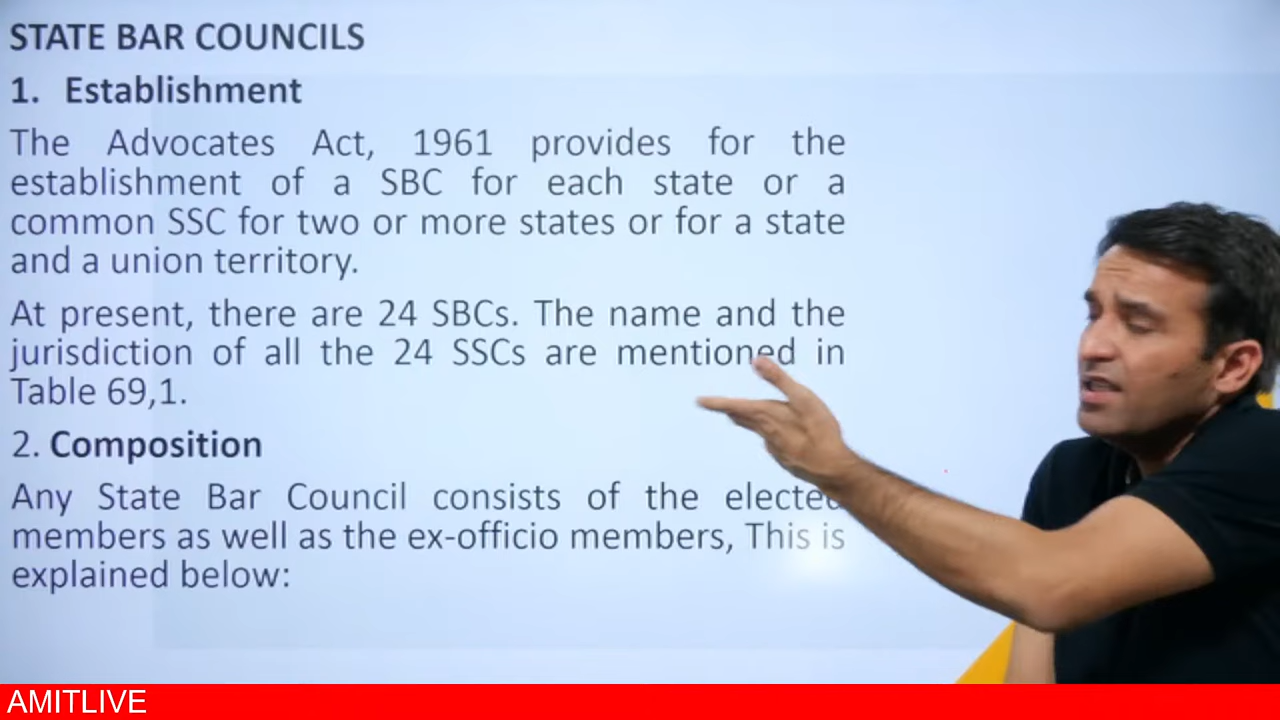 STATE BAR COUNCILS
1. Establishment
The Advocates Act, 1961 provides for the
establishment of a SBC for each state or a
common SSC for two or more states or for a state
and a union territory.
At present, there are 24 SBCs. The name and the
jurisdiction of all the 24 SSCs are mentioned in
Table 69,1.
2. Composition
Any State Bar Council consists of the elected
members as well as the ex-officio members, This is
explained below:
AMITLIVE